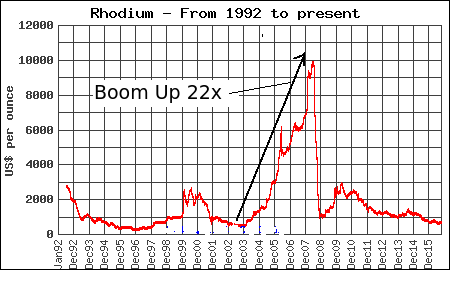 Rhodium - From 1992 to present
US$ per ounce
12000
10000
8000
6000
4000
2000
0
Boom Up 22x
Jan92
Dec92
Dec93
Dec94
Dec95
Dec96
Dec97
Dec98
Dec99
Dec00
Dec01
Dec02
Dec03
Dec04
Dec05
Dec06
Dec07
Dec08
Dec09
Dec10
Dec11
Dec12
Dec13
Dec14
Dec15